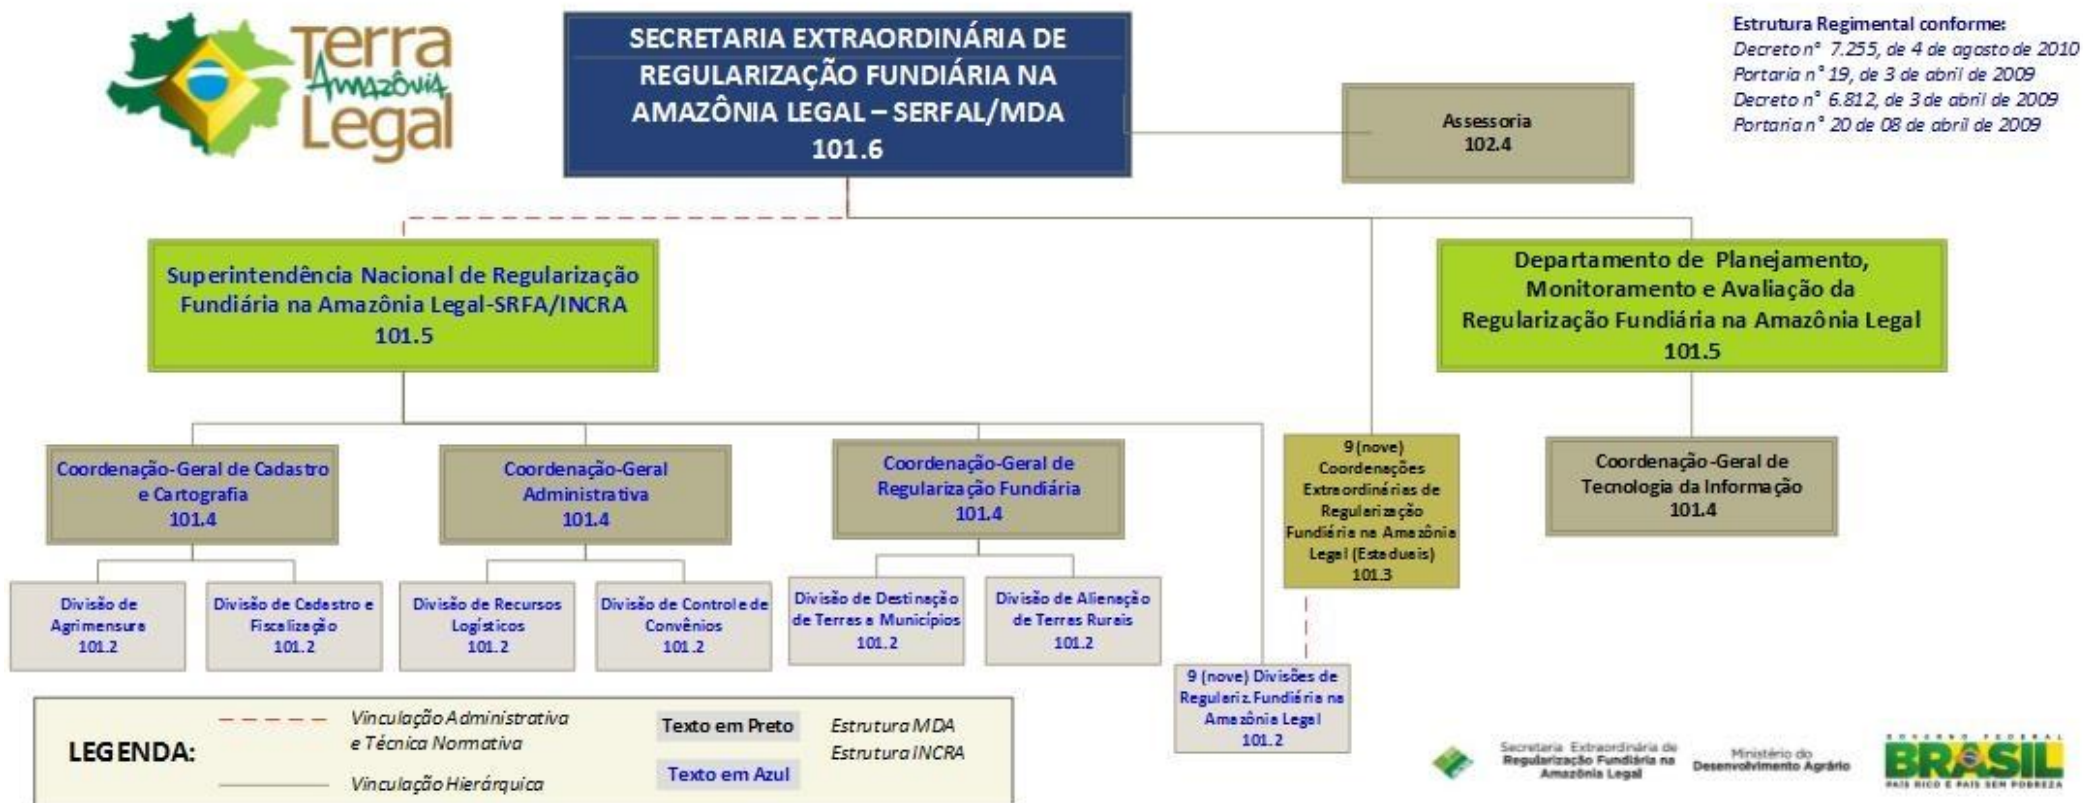 Terra
AMAZÔNIA
Legal
SECRETARIA EXTRAORDINÁRIA DE
REGULARIZAÇÃO FUNDIÁRIA NA
AMAZÔNIA LEGAL – SERFAL/MDA
101.6
Assessoria
102.4
Estrutura Regimental conforme:
Decreto n° 7.255, de 4 de agosto de 2010
Portaria n° 19, de 3 de abril de 2009
Decreto n° 6.812, de 3 de abril de 2009
Portaria n° 20 de 08 de abril de 2009
Superintendência Nacional de Regularização
Fundiária na Amazônia Legal-SRFA/INCRA
101.5
Departamento de Planejamento,
Monitoramento e Avaliação da
Regularização Fundiária na Amazônia Legal
101.5
Coordenação-Geral de Cadastro
e Cartografia
101.4
Coordenação-Geral
Administrativa
101.4
Coordenação-Geral de
Regularização Fundiária
101.4
9 (nove)
Coordenações
Extraordinárias de
Regularização
Fundiária na Amazônia
Legal (Estaduais)
101.3
Coordenação-Geral de
Tecnologia da Informação
101.4
Divisão de
Agrimensura
101.2
Divisão de Cadastro e
Fiscalização
101.2
Divisão de Recursos
Logísticos
101.2
Divisão de Controle de
Convênios
101.2
Divisão de Destinação
de Terras a Municípios
101.2
Divisão de Alienação
de Terras Rurais
101.2
9 (nove) Divisões de
Regulariz. Fundiária na
Amazônia Legal
101.2
LEGENDA:
Vinculação Administrativa
e Técnica Normativa
Vinculação Hierárquica
Texto em Preto
Texto em Azul
Estrutura MDA
Estrutura INCRA
Secretaria Extraordinária de
Regularização Fundiária na
Amazônia Legal
Ministério do
Desenvolvimento Agrário
GOVERNO FEDERAL
BRASIL
PAÍS RICO É PAÍS SEM POBREZA